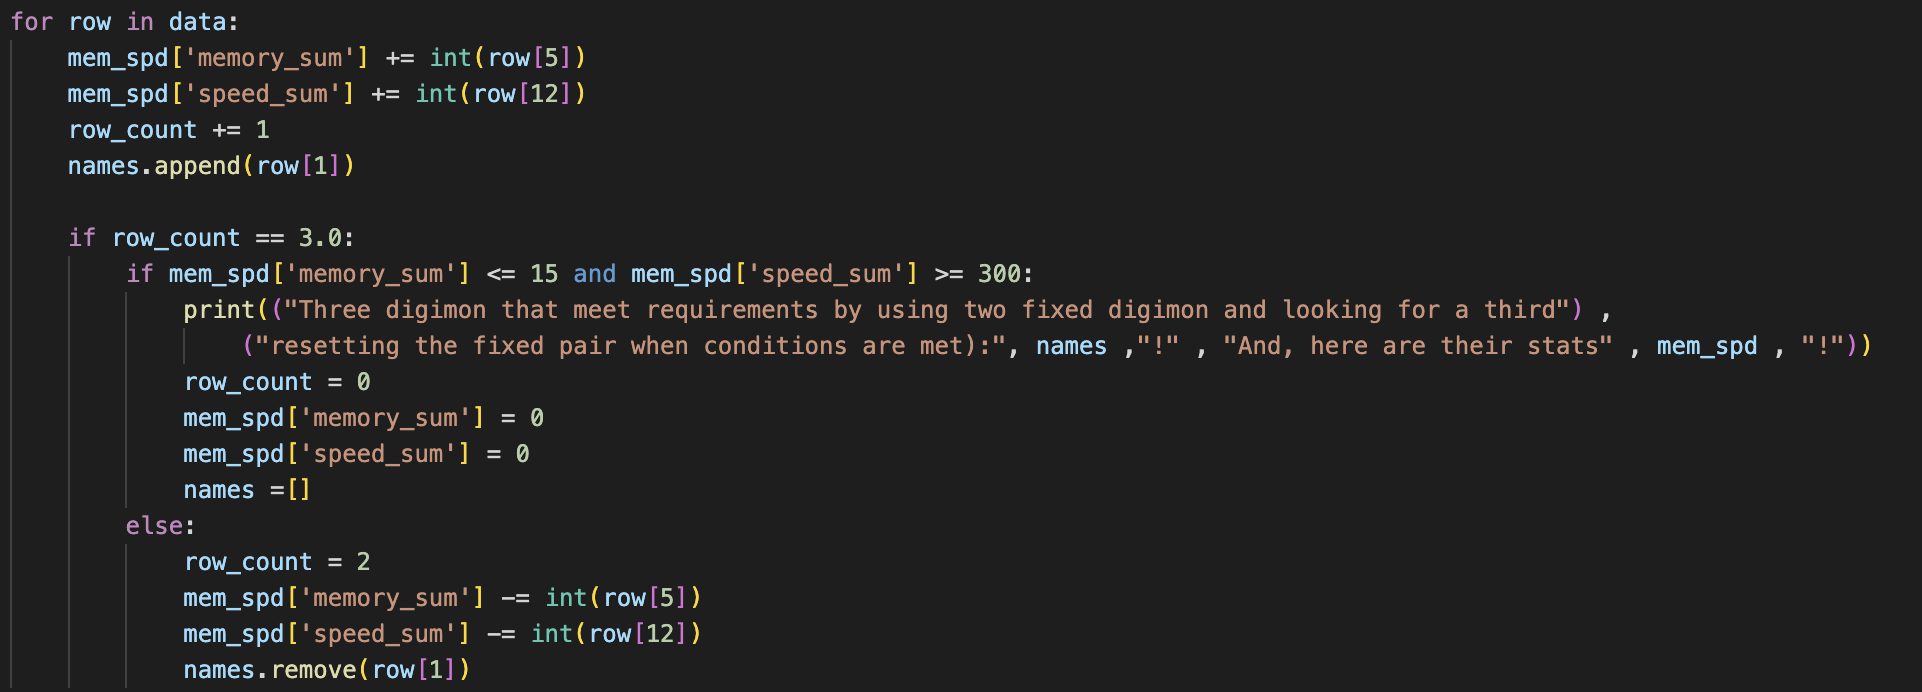 for row in data:
    mem_spd['memory_sum'] += int(row[5])
    mem_spd['speed_sum'] += int(row[12])
    row_count += 1
    names.append(row[1])

    if row_count == 3.0:
        if mem_spd['memory_sum'] <= 15 and mem_spd['speed_sum'] >= 300:
            print(("Three digimon that meet requirements by using two fixed digimon and looking for a third") ,
                ("resetting the fixed pair when conditions are met):", names ,"!" , "And, here are their stats" , mem_spd , "!"))
            row_count = 0
            mem_spd['memory_sum'] = 0
            mem_spd['speed_sum'] = 0
            names =[]
        else:
            row_count = 2
            mem_spd['memory_sum'] -= int(row[5])
            mem_spd['speed_sum'] -= int(row[12])
            names.remove(row[1])